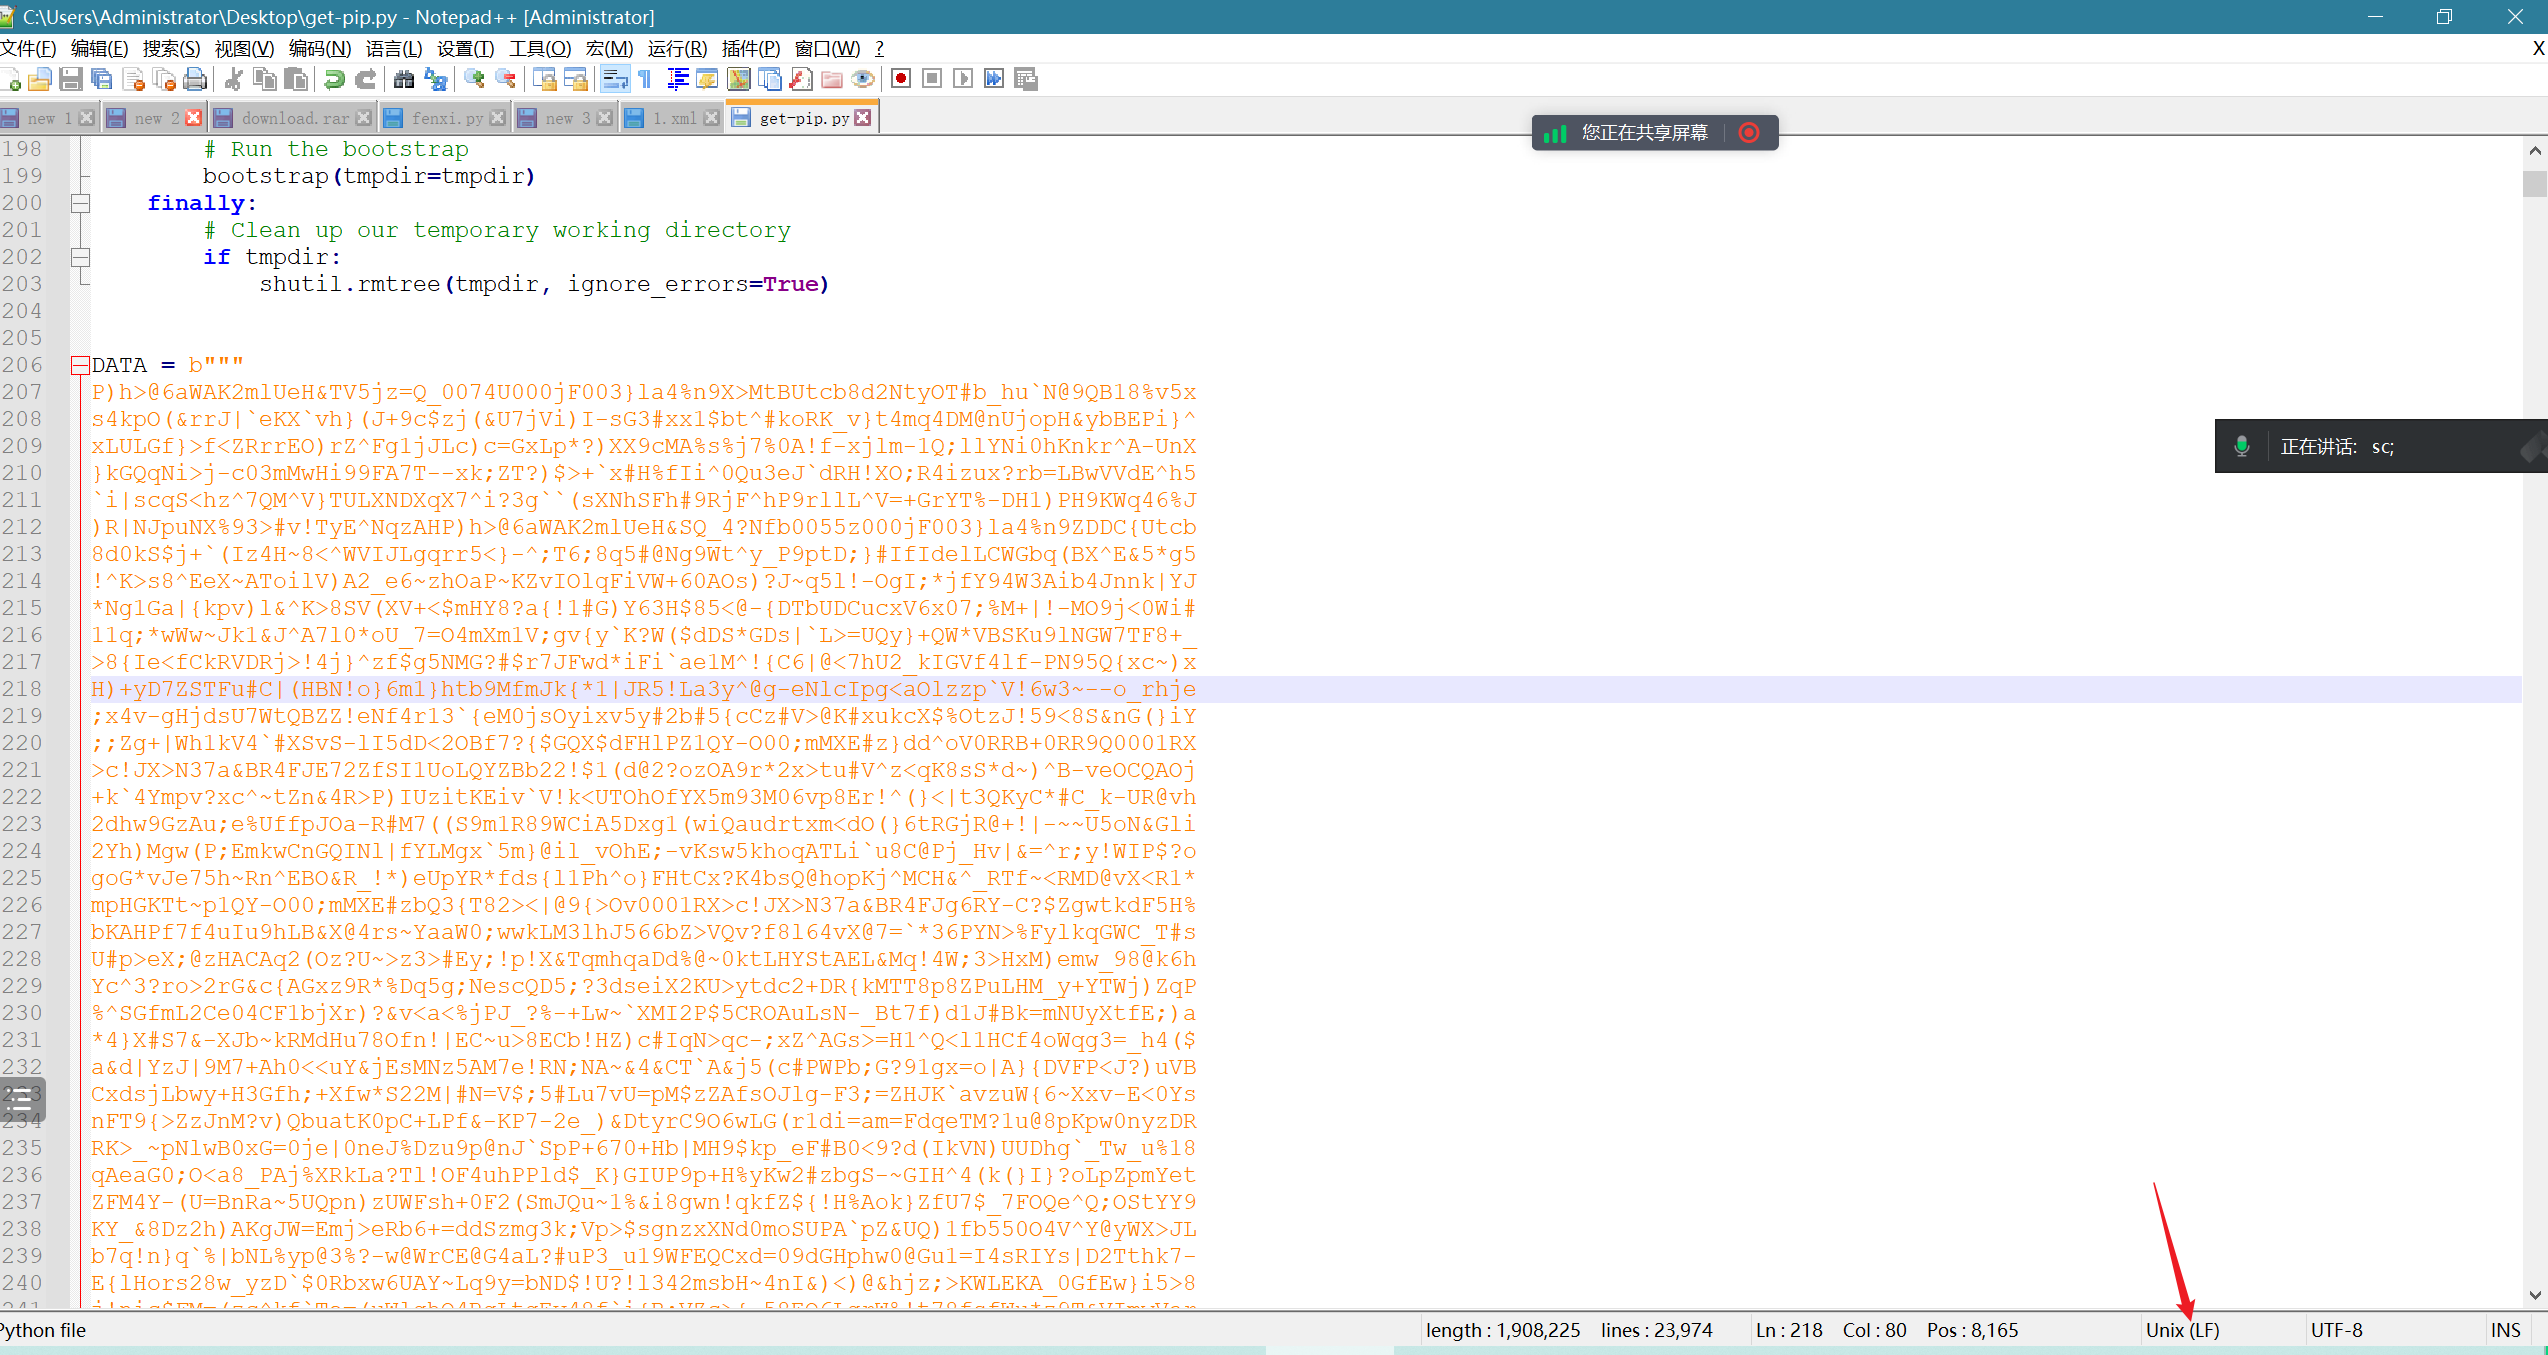 C:\Users\Administrator\Desktop\get-pip.py - Notepad++ [Administrator]
文件(F) 编辑(E) 搜索(S) 视图(V) 编码(N) 语言(L) 设置(T) 工具(O) 宏(M) 运行(R) 插件(P) 窗口(W) ? X
new 1 new 2 download.rar fenxi.py new 3 1.xml get-pip.py
您正在共享屏幕
198 # Run the bootstrap
199 bootstrap(tmpdir=tmpdir)
200 finally:
201 # Clean up our temporary working directory
202 if tmpdir:
203 shutil.rmtree(tmpdir, ignore_errors=True)
204
205
206 DATA = b"""
207 P)h>@6aWAK2mlUeH&TV5jz=Q_0074U000jF003}la4%n9X>MtBUtcb8d2NtyOT#b_hu`N@9QB18%v5x
208 s4kpO(&rrJ|`eKX`vh}(J+9c$zj(&U7jVi)I-sG3#xx1$bt^#koRK_v}t4mq4DM@nUjopH&ybBEPi}^
209 xLULGf}>f<ZRrrEO)rZ^Fg1jJLc)c=GxLp*?)XX9cMA%s%j7%0A!f-xjlm-1Q;llYNi0hKnkr^A-UnX
210 }kGQqNi>j-c03mMwHi99FA7T--xk;ZT?)$>+`x#H%fIi^0Qu3eJ`dRH!XO;R4izux?rb=LBwVVdE^h5
211 `i|scqS<hz^7QM^V}TULXNDXqX7^i?3g``(sXNhSFh#9RjF^hP9rllL^V=+GrYT%-DH1)PH9KWq46%J
212 )R|NJpuNX%93>#v!TyE^NqzAHP)h>@6aWAK2mlUeH&SQ_4?Nfb0055z000jF003}la4%n9ZDDC{Utcb
213 8d0kS$j+`(Iz4H~8<^WVIJLgqrr5<}-^;T6;8q5#@Ng9Wt^y_P9ptD;}#IfIdelLCWGbq(BX^E&5*g5
214 !^K>s8^EeX~AToilV)A2_e6~zhOaP~KZvIOlqFiVW+60AOs)?J~q5l!-OgI;*jfY94W3Aib4Jnnk|YJ
215 *Ng1Ga|{kpv)l&^K>8SV(XV+<$mHY8?a{!1#G)Y63H$85<@-{DTbUDCucxV6x07;%M+|!-MO9j<0Wi#
216 11q;*wWw~Jk1&J^A7l0*oU_7=O4mXm1V;gv{y`K?W($dDS*GDs|`L>=UQy}+QW*VBSKu9lNGW7TF8+_
217 >8{Ie<fCkRVDRj>!4j}^zf$g5NMG?#$r7JFwd*iFi`ae1M^!{C6|@<7hU2_kIGVf4lf-PN95Q{xc~)x
218 H)+yD7ZSTFu#C|(HBN!o}6m1}htb9MfmJk{*1|JR5!La3y^@g-eNlcIpg<aOlzzp`V!6w3~--o_rhje
219 ;x4v-gHjdsU7WtQBZZ!eNf4r13`{eM0jsOyixv5y#2b#5{cCz#V>@K#xukcX$%OtzJ!59<8S&nG(}iY
220 ;;Zg+|Wh1kV4`#XSvS-lI5dD<2OBf7?{$GQX$dFHlPZ1QY-O00;mMXE#z}dd^oV0RRB+0RR9Q0001RX
221 >c!JX>N37a&BR4FJE72ZfSI1UoLQYZBb22!$1(d@2?ozOA9r*2x>tu#V^z<qK8sS*d~)^B-veOCQAOj
222 +k`4Ympv?xc^~tZn&4R>P)IUzitKEiv`V!k<UTOhOfYX5m93M06vp8Er!^(}<|t3QKyC*#C_k-UR@vh
223 2dhw9GzAu;e%UffpJOa-R#M7((S9m1R89WCiA5Dxg1(wiQaudrtxm<dO(}6tRGjR@+!|-~~U5oN&Gli
224 2Yh)Mgw(P;EmkwCnGQINl|fYLMgx`5m}@il_vOhE;-vKsw5khoqATLi`u8C@Pj_Hv|&=^r;y!WIP$?o
225 goG*vJe75h~Rn^EBO&R_!*)eUpYR*fds{l1Ph^o}FHtCx?K4bsQ@hopKj^MCH&^_RTf~<RMD@vX<R1*
226 mpHGKTt~p1QY-O00;mMXE#zbQ3{T82><|@9{>Ov0001RX>c!JX>N37a&BR4FJg6RY-C?$ZgwtkdF5H%
227 bKAHPf7f4uIu9hLB&X@4rs~YaaW0;wwkLM3lhJ566bZ>VQv?f8l64vX@7=`*36PYN>%FylkqGWC_T#s
228 U#p>eX;@zHACAq2(Oz?U~>z3>#Ey;!p!X&TqmhqaDd%@~0ktLHYStAEL&Mq!4W;3>HxM)emw_98@k6h
229 Yc^3?ro>2rG&c{AGxz9R*%Dq5g;NescQD5;?3dseiX2KU>ytdc2+DR{kMTT8p8ZPuLHM_y+YTWj)ZqP
230 %^SGfmL2Ce04CF1bjXr)?&v<a<%jPJ_?%-+Lw~`XMI2P$5CROAuLsN-_Bt7f)d1J#Bk=mNUyXtfE;)a
231 *4}X#S7&-XJb~kRMdHu78Ofn!|EC~u>8ECb!HZ)c#IqN>qc-;xZ^AGs>=H1^Q<l1HCf4oWqg3=_h4($
232 a&d|YzJ|9M7+Ah0<<uY&jEsMNz5AM7e!RN;NA~&4&CT`A&j5(c#PWPb;G?91gx=o|A}{DVFP<J?)uVB
233 CxdsjLbwy+H3Gfh;+Xfw*S22M|#N=V$;5#Lu7vU=pM$zZAfsOJlg-F3;=ZHJK`avzuW{6~Xxv-E<0Ys
234 nFT9{>ZzJnM?v)QbuatK0pC+LPf&-KP7-2e_)&DtyrC9O6wLG(r1di=am=FdqeTM?1u@8pKpw0nyzDR
235 RK>_~pNlwB0xG=0je|0neJ%Dzu9p@nJ`SpP+670+Hb|MH9$kp_eF#B0<9?d(IkVN)UUDhg`_Tw_u%18
236 qAeaG0;O<a8_PAj%XRkLa?Tl!OF4uhPPld$_K}GIUP9p+H%yKw2#zbgS-~GIH^4(k(}I}?oLpZpmYet
237 ZFM4Y-(U=BnRa~5UQpn)zUWFsh+0F2(SmJQu~1%&i8gwn!qkfZ${!H%Aok}ZfU7$_7FOQe^Q;OStYY9
238 KY_&8Dz2h)AKgJW=Emj>eRb6+=ddSzmg3k;Vp>$sgnzxXNd0moSUPA`pZ&UQ)1fb55OO4V^Y@yWX>JL
239 b7q!n}q`%|bNL%yp@3%?-w@WrCE@G4aL?#uP3_u19WFEQCxd=09dGHphw0@Gu1=I4sRIYs|D2Tthk7-
240 E{lHors28w_yzD`$0Rbxw6UAY~Lq9y=bND$!U?!l342msbH~4nI&)<)@&hjz;>KWLEKA_0GfEw}i5>8
正在讲话: sc;
Python file length : 1,908,225 lines : 23,974 Ln : 218 Col : 80 Pos : 8,165 Unix (LF) UTF-8 INS